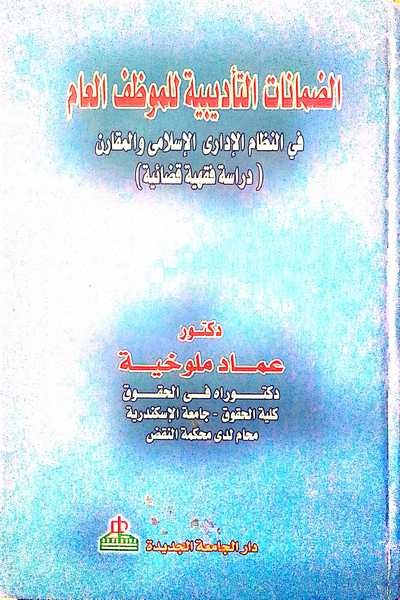 الضمانات التأديبية للموظف العام
في النظام الإدارى الإسلامى والمقارن
( دراسة فقهية قضائية)
دكتور
عماد ملوخية
دكتوراه فى الحقوق
كلية الحقوق - جامعة الإسكندرية
محام لدى محكمة النقض
دار الجامعة الجديدة